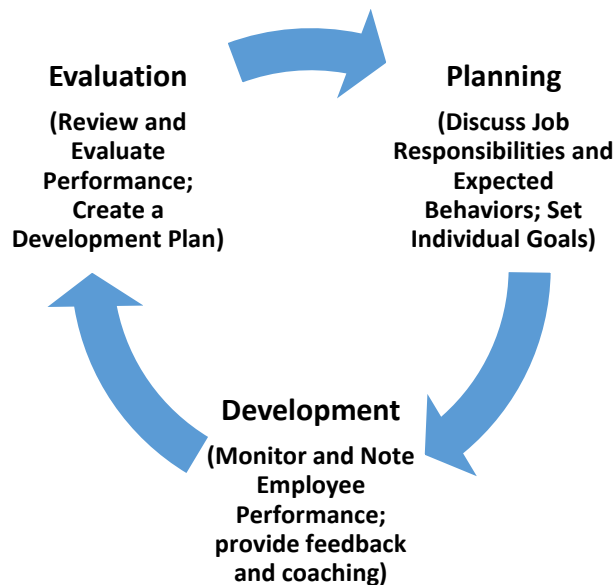 Evaluation
(Review and
Evaluate
Performance;
Create a
Development Plan)
Planning
(Discuss Job
Responsibilities and
Expected
Behaviors; Set
Individual Goals)
Development
(Monitor and Note
Employee
Performance;
provide feedback
and coaching)